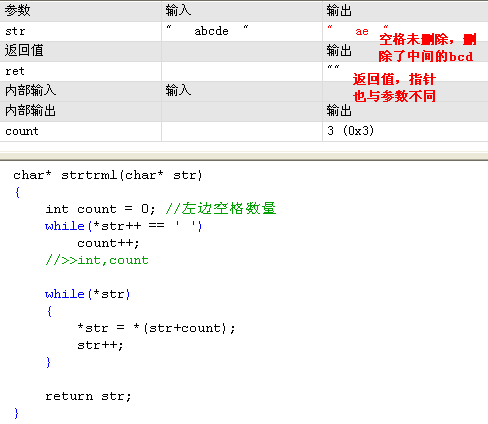 参数 输入 输出
str "   abcde  " "   ae  "
空格未删除，删
除了中间的bcd
返回值 输出
ret ""
返回值，指针
也与参数不同
内部输入 输入
内部输出 输出
count 3 (0x3)
char* strtrml(char* str)
{
    int count = 0; //左边空格数量
    while(*str++ == ' ')
        count++;
    //>>int,count
    while(*str)
    {
        *str = *(str+count);
        str++;
    }
    return str;
}